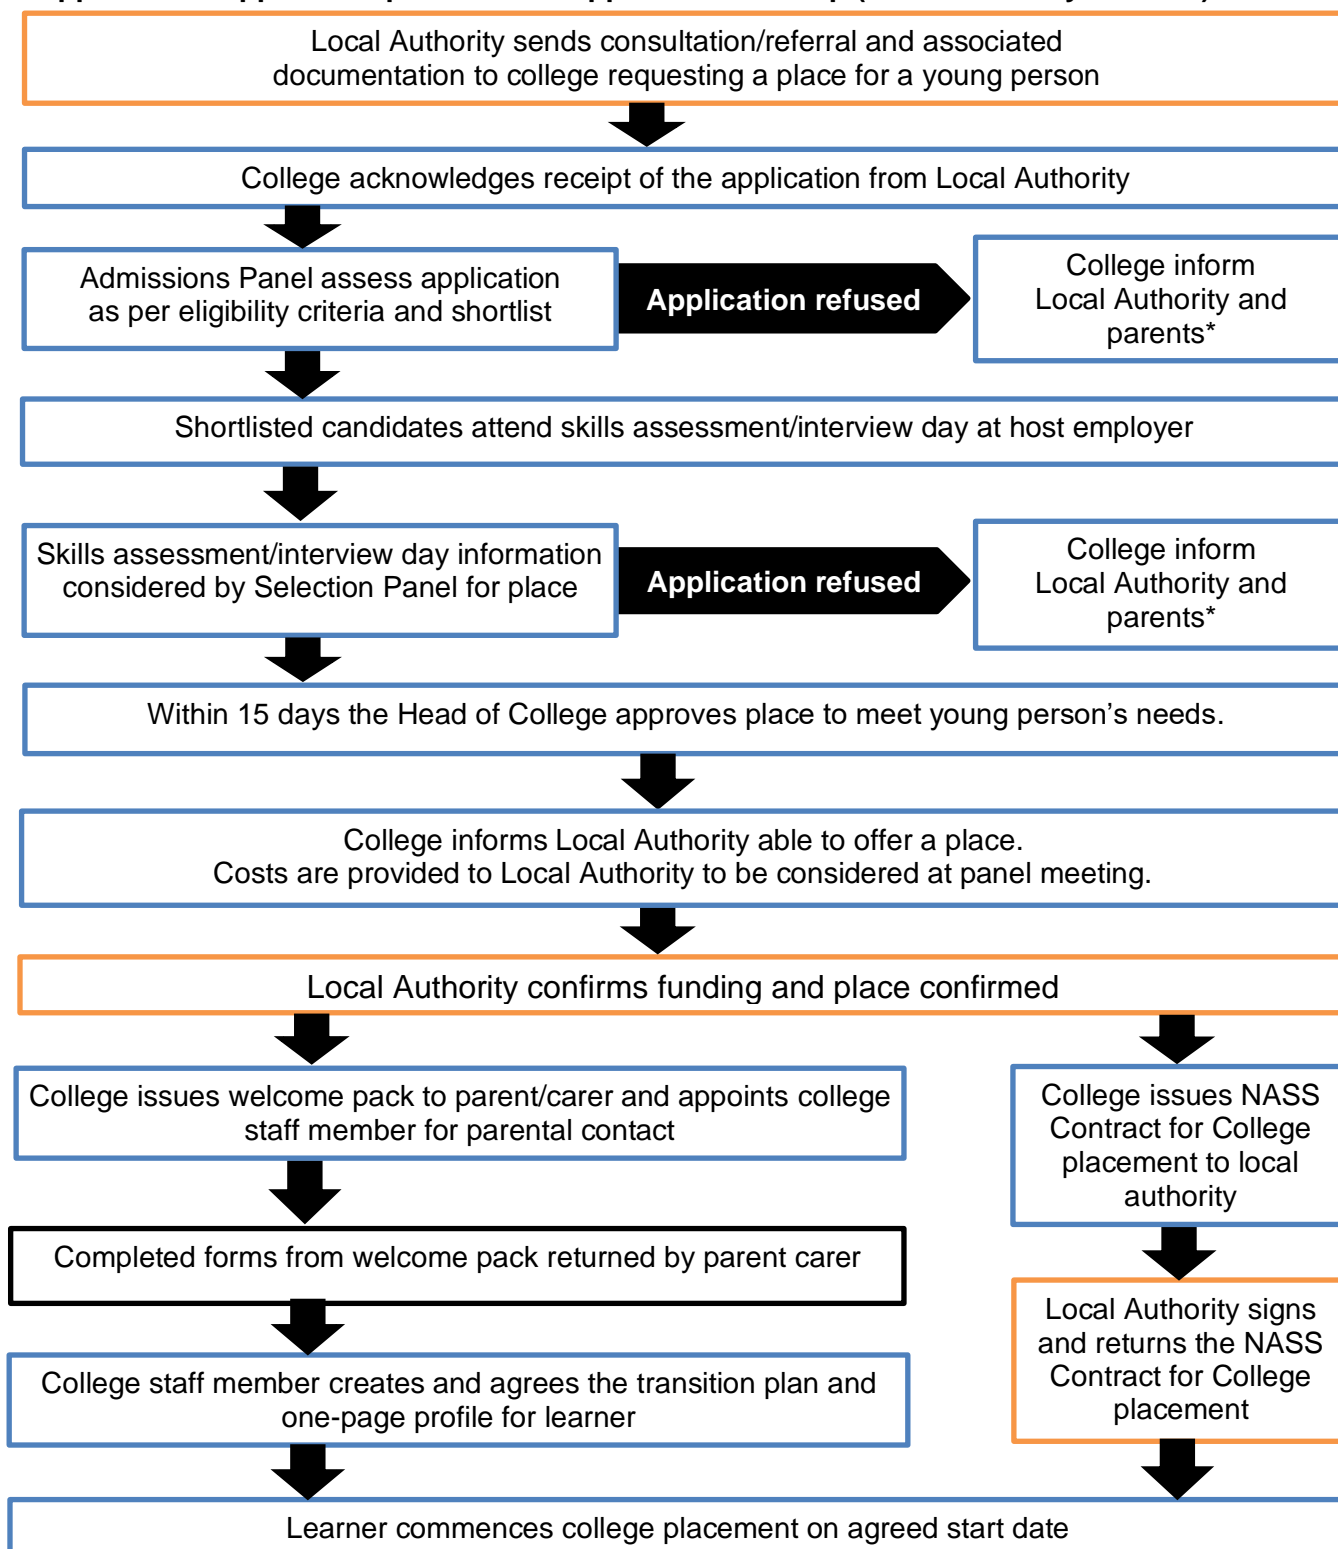 Local Authority sends consultation/referral and associated
documentation to college requesting a place for a young person
College acknowledges receipt of the application from Local Authority
Admissions Panel assess application
as per eligibility criteria and shortlist
Application refused
College inform
Local Authority and
parents*
Shortlisted candidates attend skills assessment/interview day at host employer
Skills assessment/interview day information
considered by Selection Panel for place
Application refused
College inform
Local Authority and
parents*
Within 15 days the Head of College approves place to meet young person’s needs.
College informs Local Authority able to offer a place.
Costs are provided to Local Authority to be considered at panel meeting.
Local Authority confirms funding and place confirmed
College issues welcome pack to parent/carer and appoints college
staff member for parental contact
College issues NASS
Contract for College
placement to local
authority
Completed forms from welcome pack returned by parent carer
Local Authority signs
and returns the NASS
Contract for College
placement
College staff member creates and agrees the transition plan and
one-page profile for learner
Learner commences college placement on agreed start date